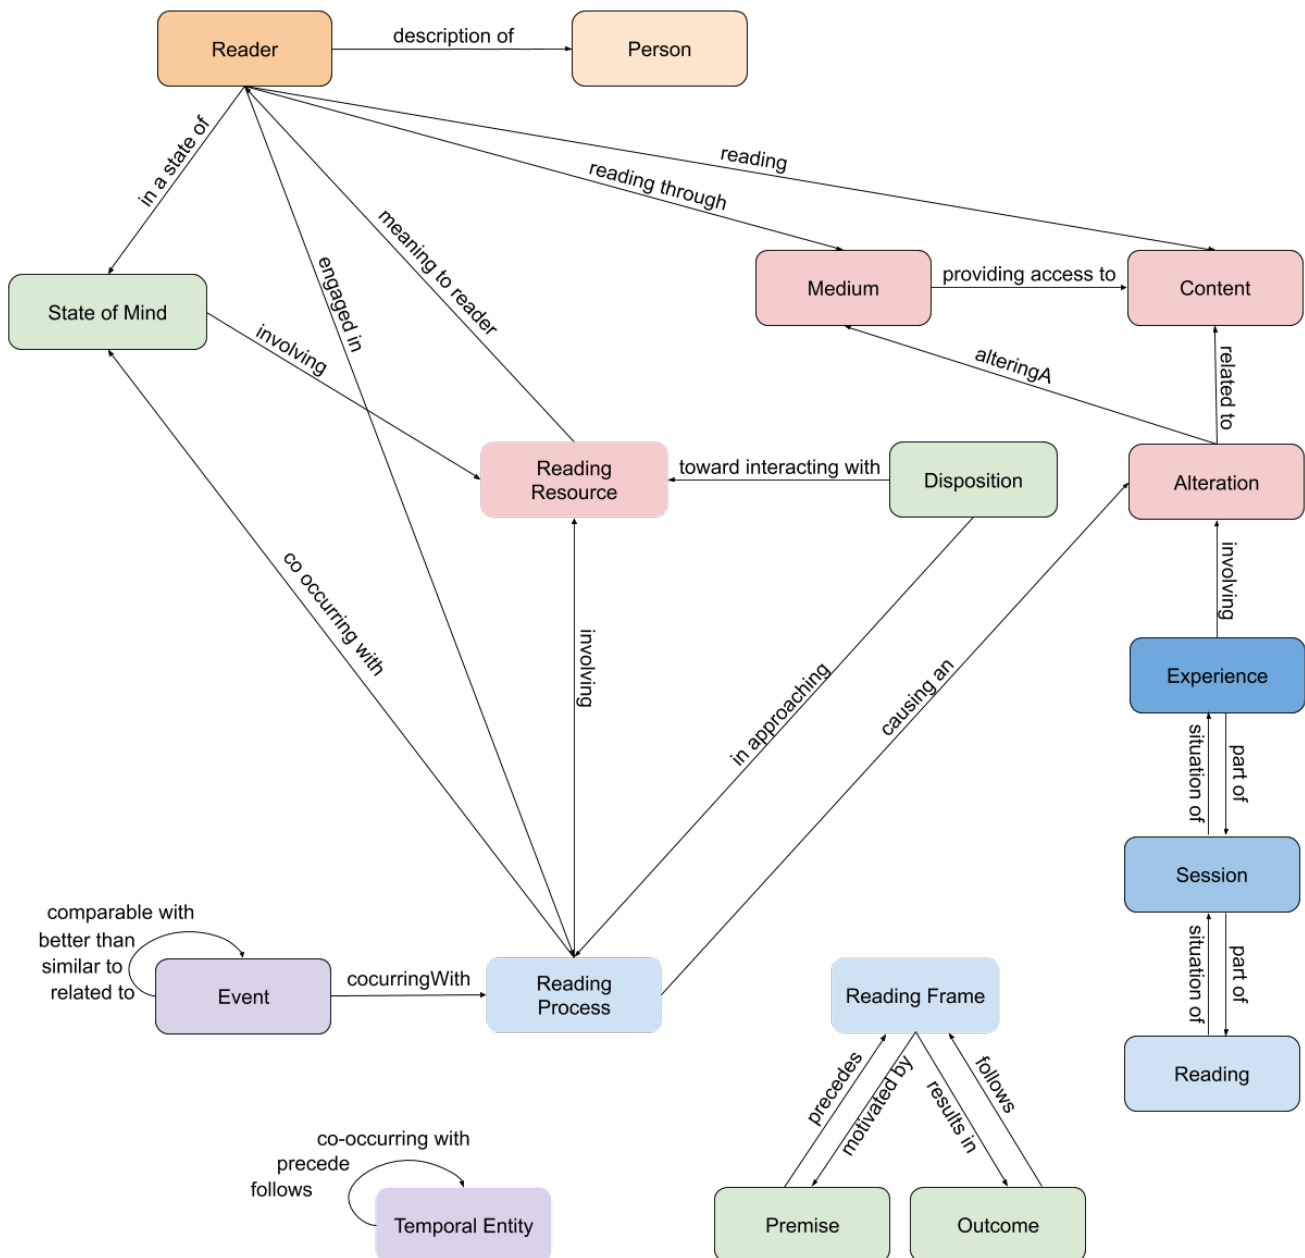 Reader
description of
Person
in a state of
reading
reading through
meaning to reader
engaged in
State of Mind
Medium
providing access to
Content
involving
alteringA
related to
Reading
Resource
toward interacting with
Disposition
Alteration
co occurring with
involving
in approaching
causing an
involving
Experience
situation of
part of
Session
comparable with
better than
similar to
related to
Event
cocurringWith
Reading
Process
Reading Frame
situation of
part of
Reading
precedes
motivated by
results in
follows
co-occurring with
precede
follows
Temporal Entity
Premise
Outcome